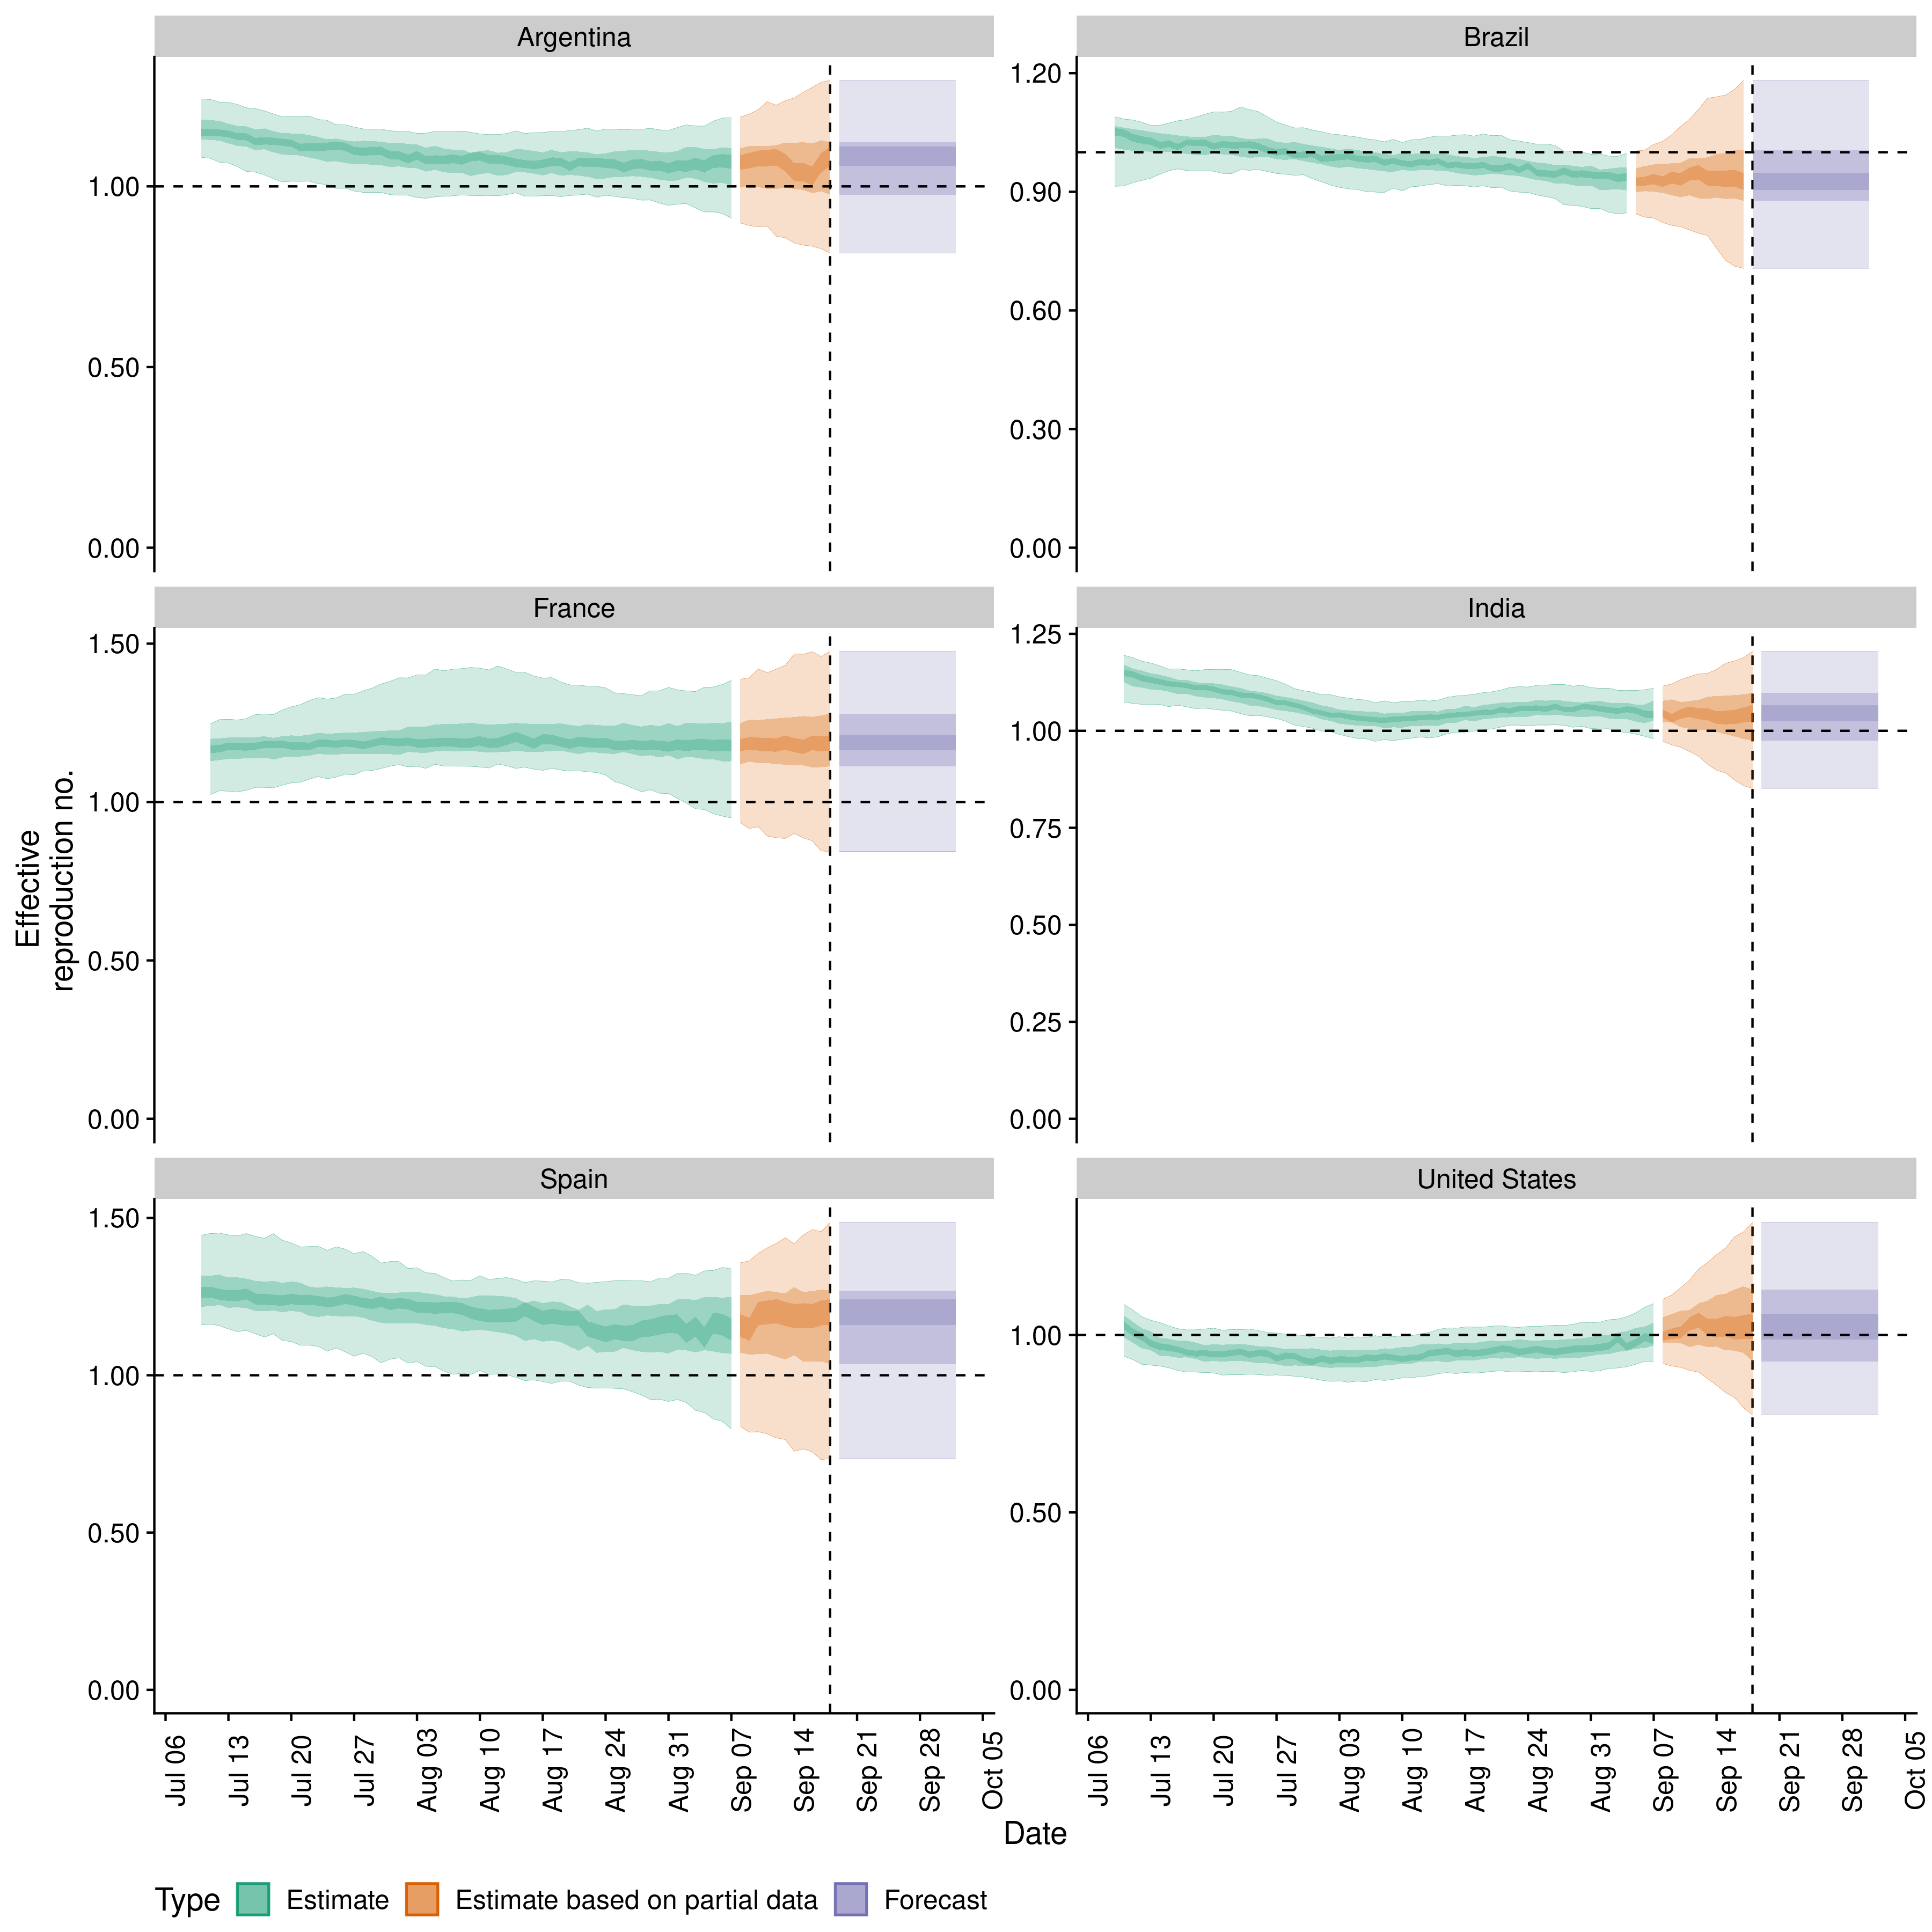 Argentina
Brazil
1.00
0.50
0.00
1.20
0.90
0.60
0.30
0.00
France
India
1.50
1.00
0.50
0.00
1.25
1.00
0.75
0.50
0.25
0.00
Effective
reproduction no.
Spain
United States
1.50
1.00
0.50
0.00
1.00
0.50
0.00
Jul 06
Jul 13
Jul 20
Jul 27
Aug 03
Aug 10
Aug 17
Aug 24
Aug 31
Sep 07
Sep 14
Sep 21
Sep 28
Oct 05
Jul 06
Jul 13
Jul 20
Jul 27
Aug 03
Aug 10
Aug 17
Aug 24
Aug 31
Sep 07
Sep 14
Sep 21
Sep 28
Oct 05
Date
Type Estimate Estimate based on partial data Forecast